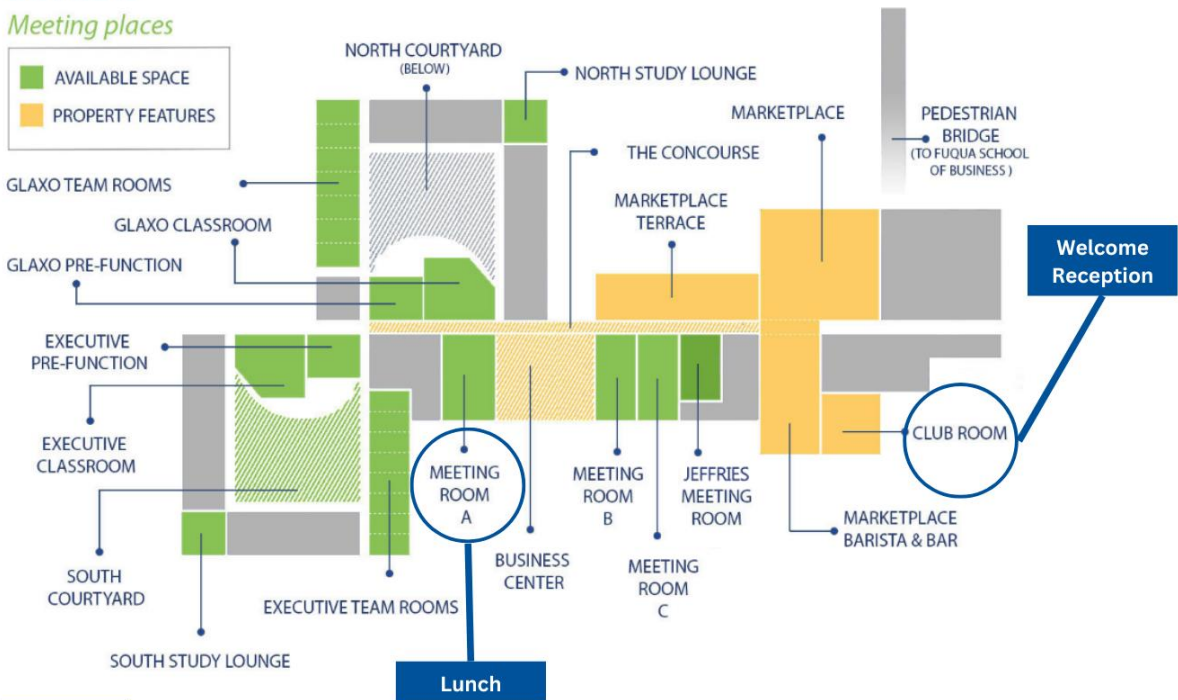 Meeting places
AVAILABLE SPACE
PROPERTY FEATURES
NORTH COURTYARD
(BELOW)
NORTH STUDY LOUNGE
MARKETPLACE
PEDESTRIAN
BRIDGE
(TO FUQUA SCHOOL
OF BUSINESS )
THE CONCOURSE
GLAXO TEAM ROOMS
MARKETPLACE
TERRACE
GLAXO CLASSROOM
GLAXO PRE-FUNCTION
Welcome
Reception
EXECUTIVE
PRE-FUNCTION
EXECUTIVE
CLASSROOM
CLUB ROOM
MEETING
ROOM
A
MEETING
ROOM
B
JEFFRIES
MEETING
ROOM
MARKETPLACE
BARISTA & BAR
BUSINESS
CENTER
MEETING
ROOM
C
SOUTH
COURTYARD
EXECUTIVE TEAM ROOMS
SOUTH STUDY LOUNGE
Lunch